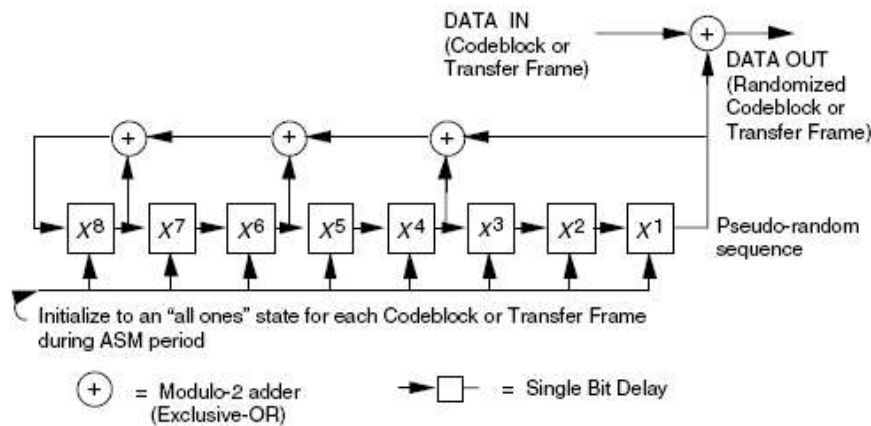 DATA IN
(Codeblock or
Transfer Frame)
+
DATA OUT
(Randomized
Codeblock or
Transfer Frame)
+ + +
X8 X7 X6 X5 X4 X3 X2 X1
Pseudo-random
sequence
Initialize to an “all ones” state for each Codeblock or Transfer Frame
during ASM period
+ = Modulo-2 adder
(Exclusive-OR)
= Single Bit Delay